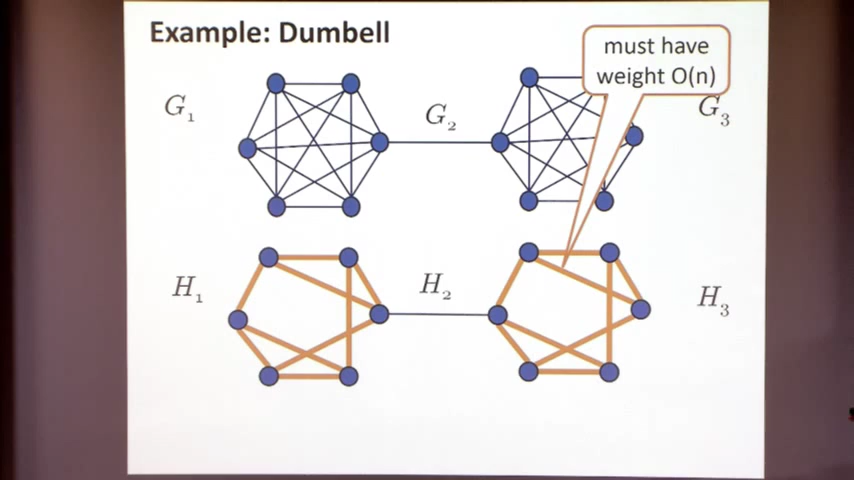 Example: Dumbell
must have
weight O(n)
G₁
G₂
G₃
H₁
H₂
H₃